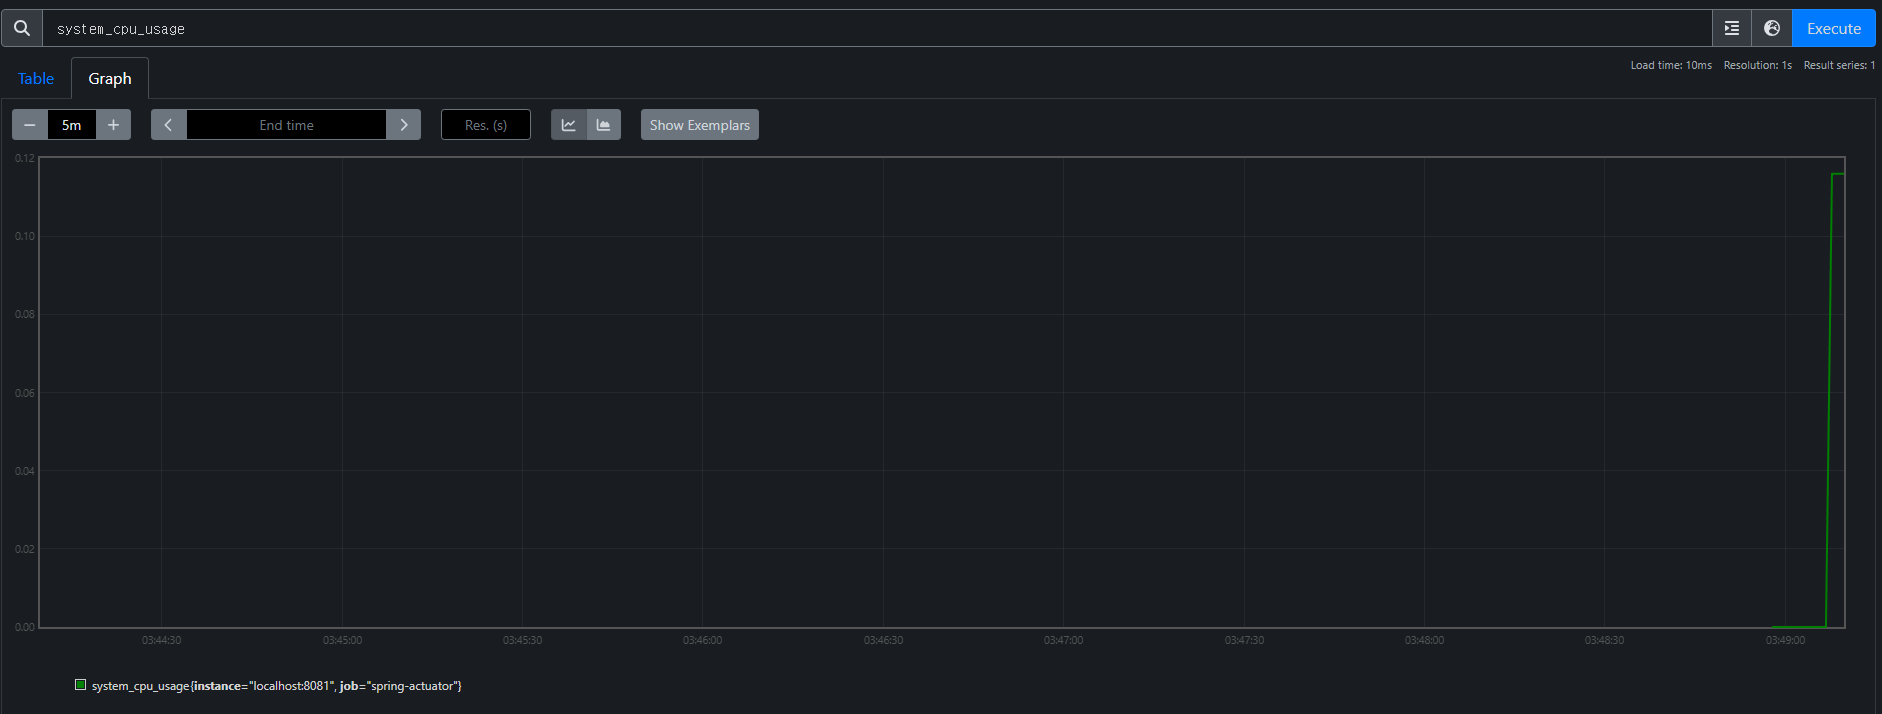 system_cpu_usage
Execute
Table Graph
Load time: 10ms Resolution: 1s Result series: 1
5m End time Res. (s) Show Exemplars
0.12
0.10
0.08
0.06
0.04
0.02
0.00
03:44:30 03:45:00 03:45:30 03:46:00 03:46:30 03:47:00 03:47:30 03:48:00 03:48:30 03:49:00
system_cpu_usage{instance="localhost:8081", job="spring-actuator"}